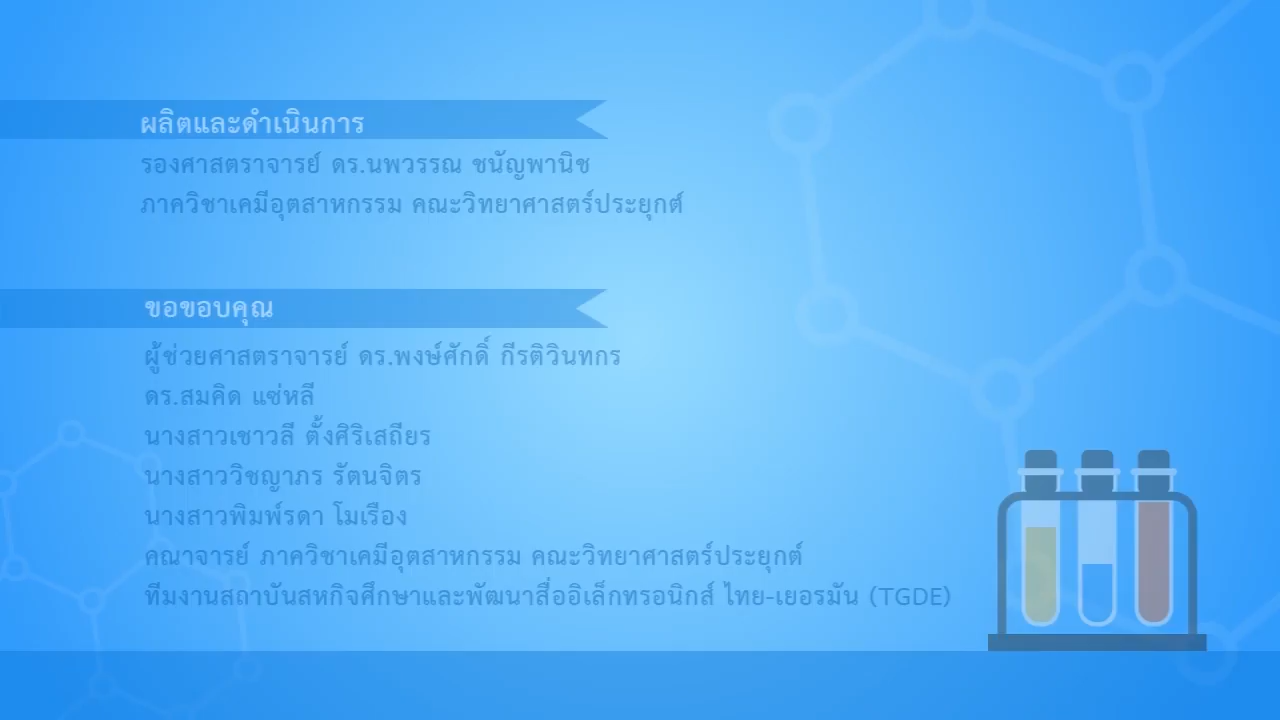 ผลิตและดำเนินการ
รองศาสตราจารย์ ดร.นพวรรณ ชนัญพานิช
ภาควิชาเคมีอุตสาหกรรม คณะวิทยาศาสตร์ประยุกต์
ขอขอบคุณ
ผู้ช่วยศาสตราจารย์ ดร.พงษ์ศักดิ์ กีรติวินทกร
ดร.สมคิด แซ่หลี
นางสาวเชาวลี ตั้งศิริเสถียร
นางสาววิชญาภร รัตนจิตร
นางสาวพิมพ์รดา โมเรือง
คณาจารย์ ภาควิชาเคมีอุตสาหกรรม คณะวิทยาศาสตร์ประยุกต์
ทีมงานสถาบันสหกิจศึกษาและพัฒนาสื่ออิเล็กทรอนิกส์ ไทย-เยอรมัน (TGDE)